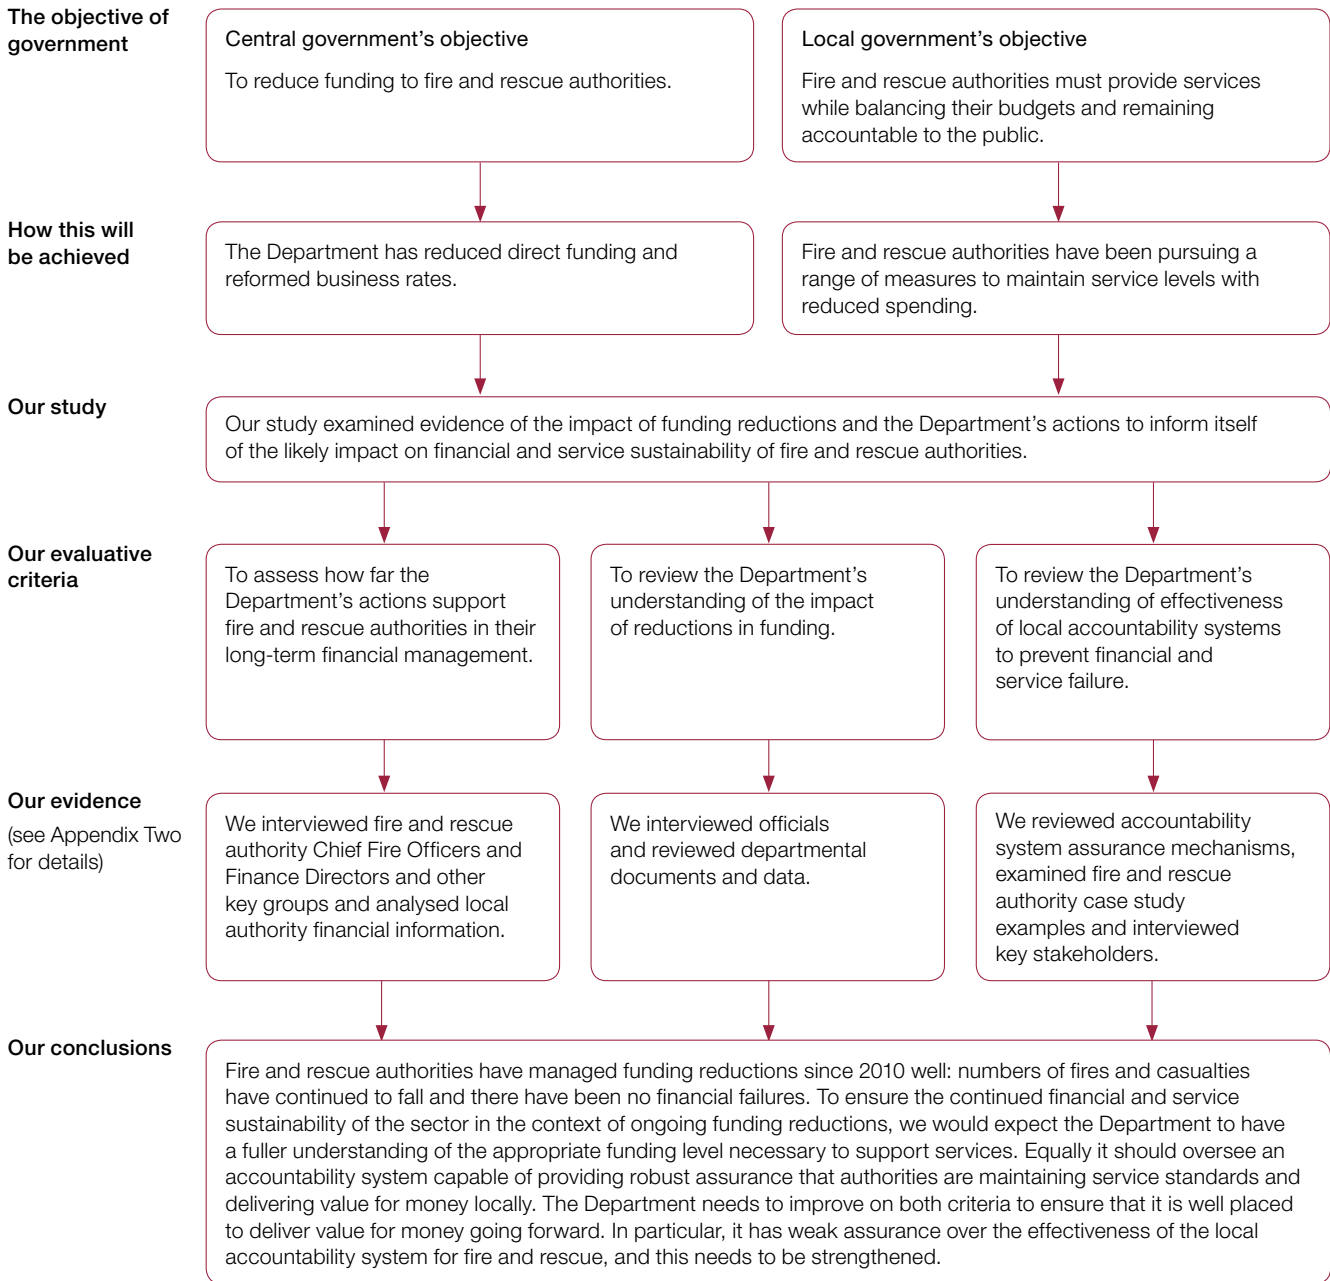 The objective of
government
Central government's objective
To reduce funding to fire and rescue authorities.
Local government's objective
Fire and rescue authorities must provide services
while balancing their budgets and remaining
accountable to the public.
How this will
be achieved
The Department has reduced direct funding and
reformed business rates.
Fire and rescue authorities have been pursuing a
range of measures to maintain service levels with
reduced spending.
Our study
Our study examined evidence of the impact of funding reductions and the Department's actions to inform itself
of the likely impact on financial and service sustainability of fire and rescue authorities.
Our evaluative
criteria
To assess how far the
Department's actions support
fire and rescue authorities in their
long-term financial management.
To review the Department's
understanding of the impact
of reductions in funding.
To review the Department's
understanding of effectiveness
of local accountability systems
to prevent financial and
service failure.
Our evidence
(see Appendix Two
for details)
We interviewed fire and rescue
authority Chief Fire Officers and
Finance Directors and other
key groups and analysed local
authority financial information.
We interviewed officials
and reviewed departmental
documents and data.
We reviewed accountability
system assurance mechanisms,
examined fire and rescue
authority case study
examples and interviewed
key stakeholders.
Our conclusions
Fire and rescue authorities have managed funding reductions since 2010 well: numbers of fires and casualties
have continued to fall and there have been no financial failures. To ensure the continued financial and service
sustainability of the sector in the context of ongoing funding reductions, we would expect the Department to have
a fuller understanding of the appropriate funding level necessary to support services. Equally it should oversee an
accountability system capable of providing robust assurance that authorities are maintaining service standards and
delivering value for money locally. The Department needs to improve on both criteria to ensure that it is well placed
to deliver value for money going forward. In particular, it has weak assurance over the effectiveness of the local
accountability system for fire and rescue, and this needs to be strengthened.